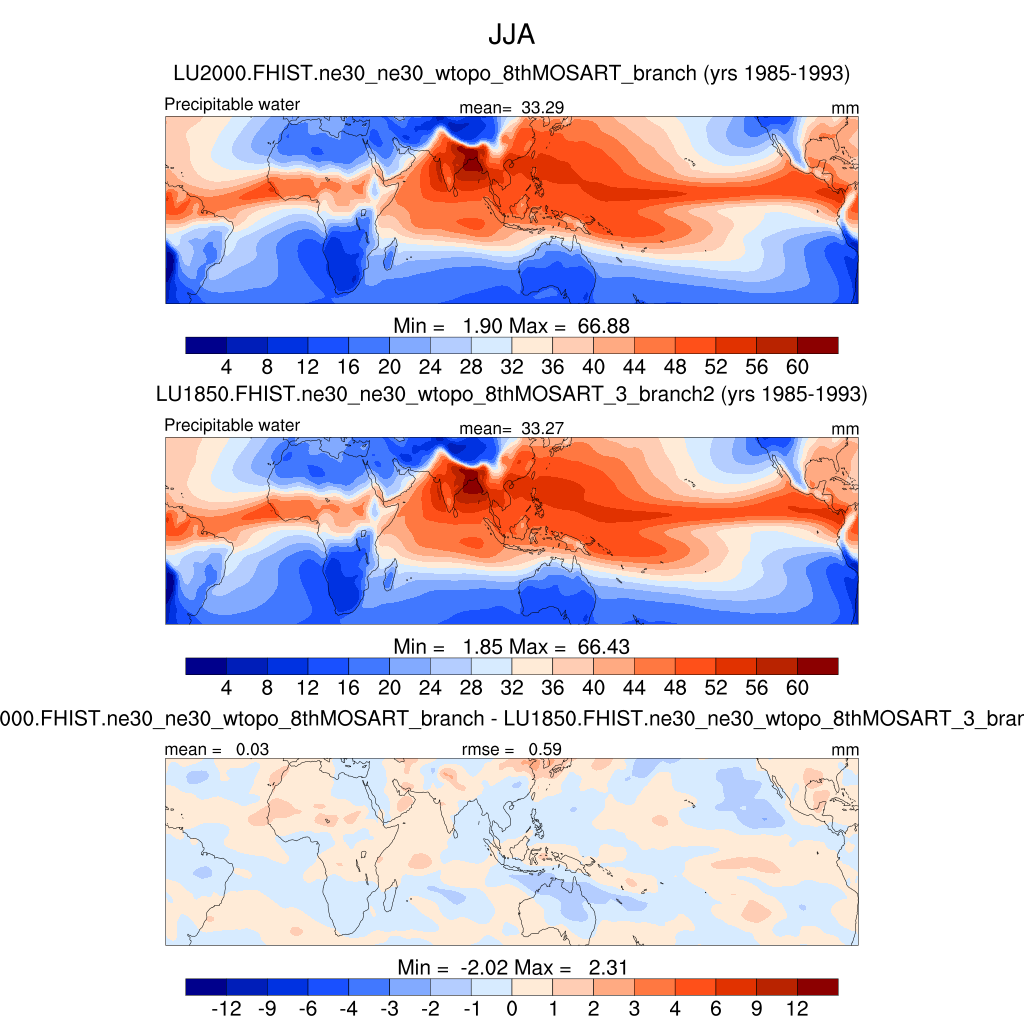 JJA
LU2000.FHIST.ne30_ne30_wtopo_8thMOSART_branch (yrs 1985-1993)
Precipitable water mean= 33.29 mm
Min = 1.90 Max = 66.88
4 8 12 16 20 24 28 32 36 40 44 48 52 56 60
LU1850.FHIST.ne30_ne30_wtopo_8thMOSART_3_branch2 (yrs 1985-1993)
Precipitable water mean= 33.27 mm
Min = 1.85 Max = 66.43
4 8 12 16 20 24 28 32 36 40 44 48 52 56 60
000.FHIST.ne30_ne30_wtopo_8thMOSART_branch - LU1850.FHIST.ne30_ne30_wtopo_8thMOSART_3_bran
mean = 0.03 rmse = 0.59 mm
Min = -2.02 Max = 2.31
-12 -9 -6 -4 -3 -2 -1 0 1 2 3 4 6 9 12